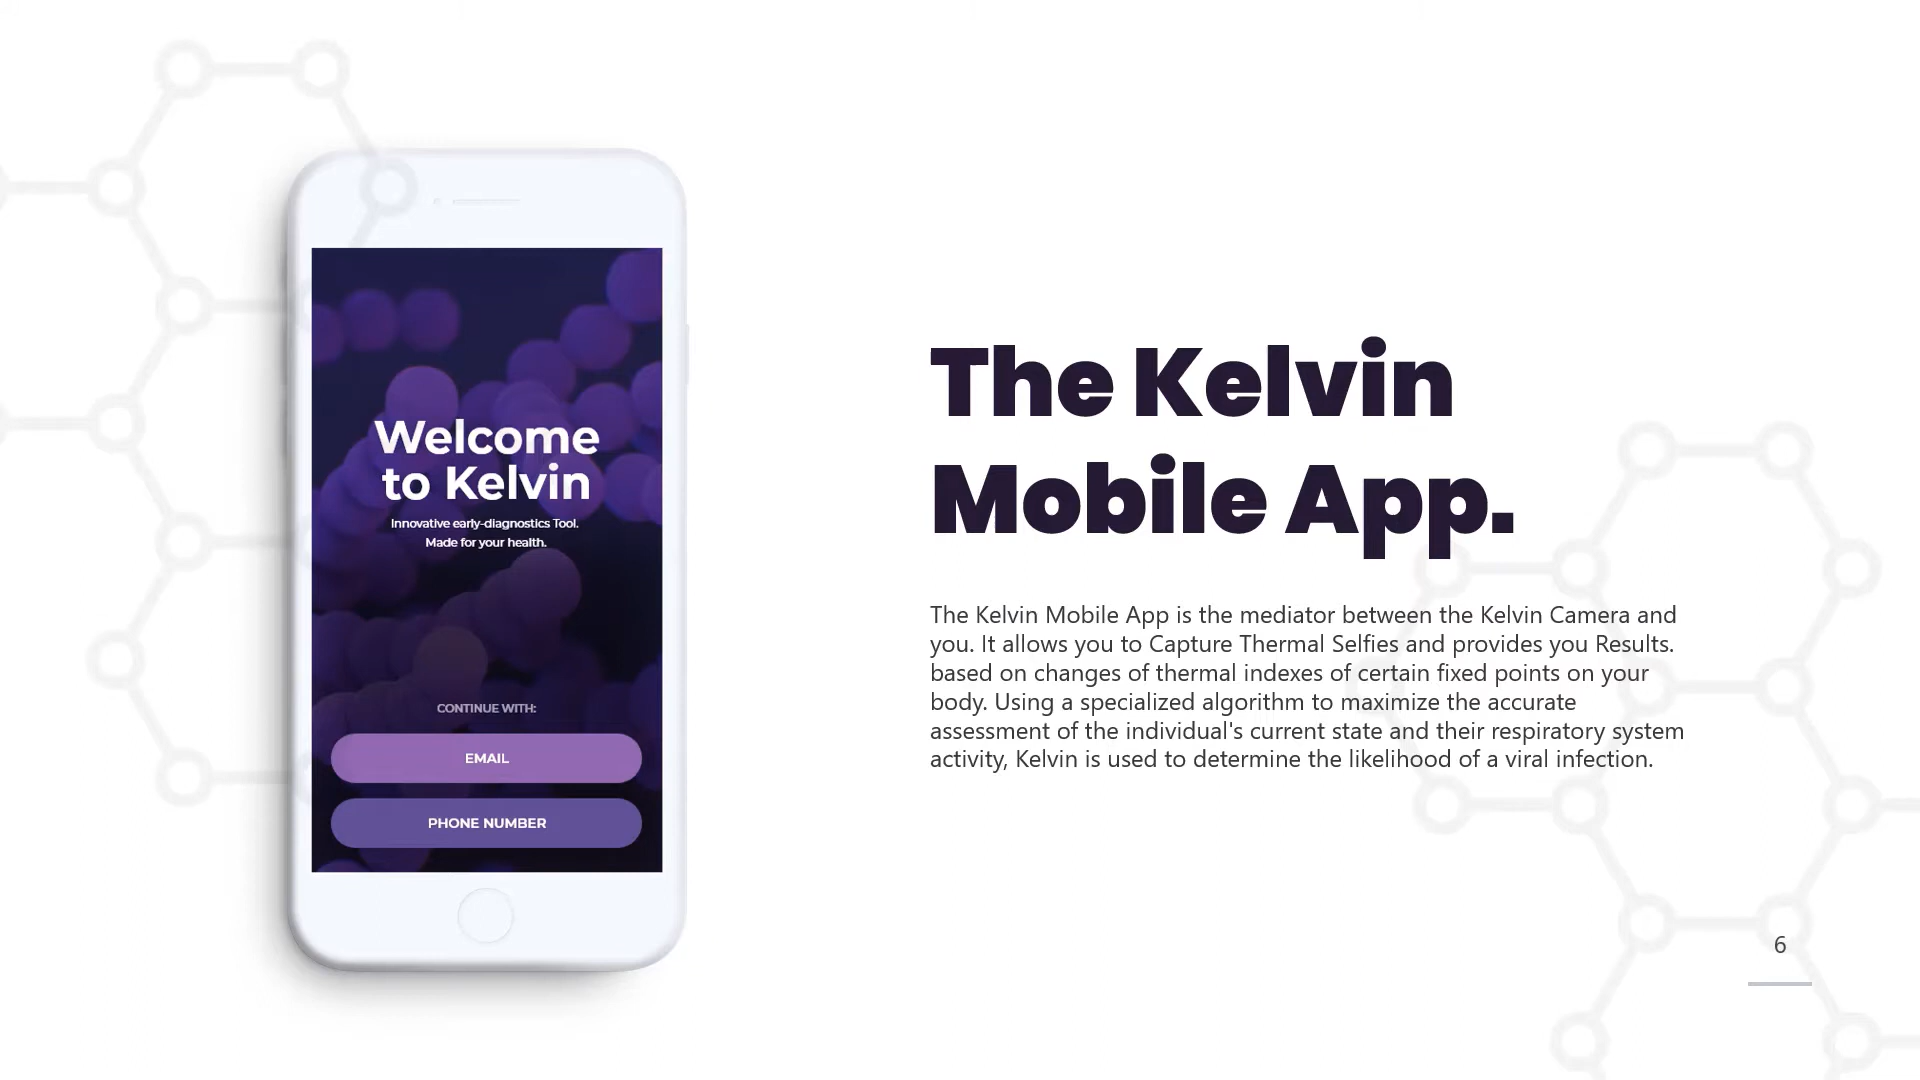 Welcome
to Kelvin
Innovative early-diagnostics Tool.
Made for your health.
CONTINUE WITH:
EMAIL
PHONE NUMBER
The Kelvin
Mobile App.
The Kelvin Mobile App is the mediator between the Kelvin Camera and
you. It allows you to Capture Thermal Selfies and provides you Results.
based on changes of thermal indexes of certain fixed points on your
body. Using a specialized algorithm to maximize the accurate
assessment of the individual's current state and their respiratory system
activity, Kelvin is used to determine the likelihood of a viral infection.
6